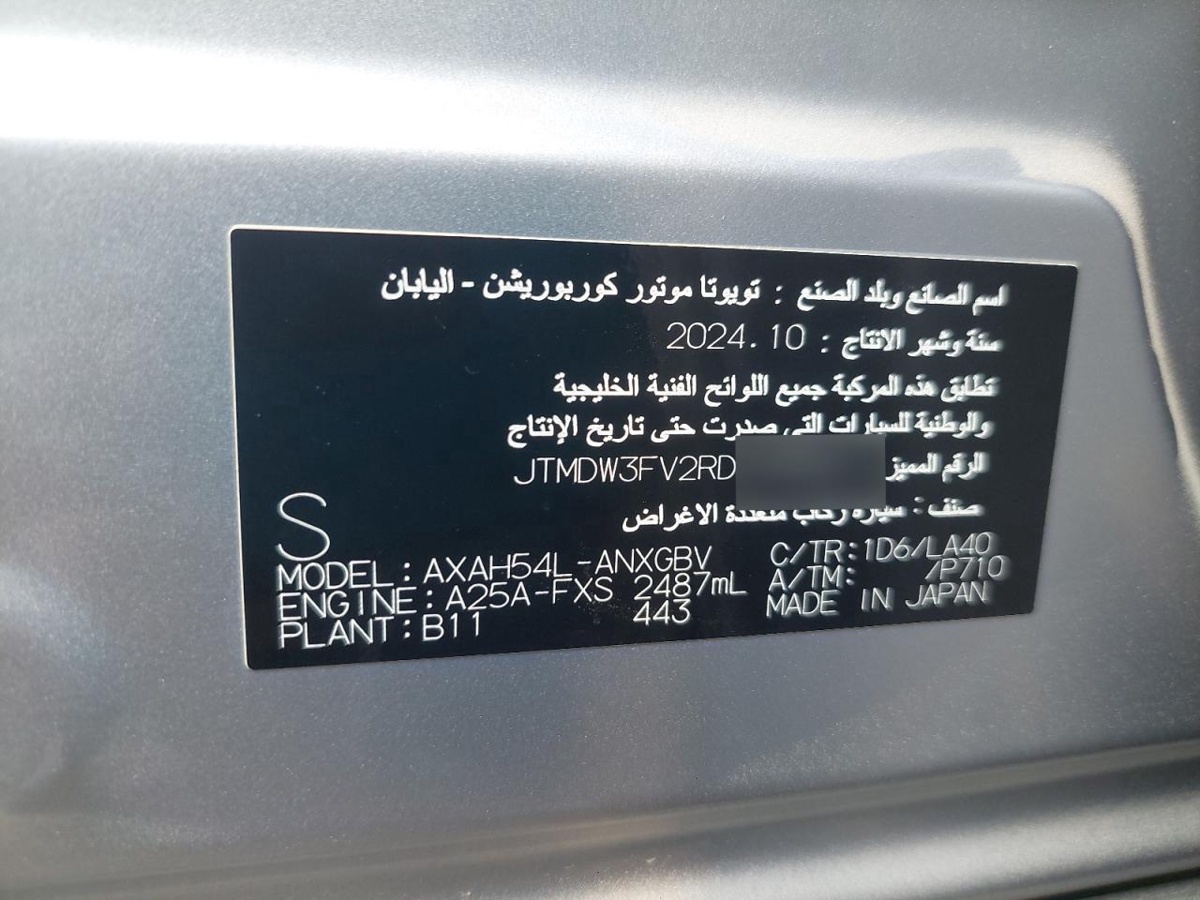 اسم الصانع وبلد الصنع : تويوتا موتور كوربوريشن - اليابان
سنة وشهر الانتاج : 2024.10
تطابق هذه المركبة جميع اللوائح الفنية الخليجية
والوطنية للسيارات التي صدرت حتى تاريخ الإنتاج
الرقم المميز JTMDW3FV2RD
صنف : سيارة ركاب متعددة الاغراض
S
MODEL : AXAH54L-ANXGBV C/TR: 1D6/LA40
ENGINE : A25A-FXS 2487mL A/TM: /P710
PLANT : B11 443 MADE IN JAPAN